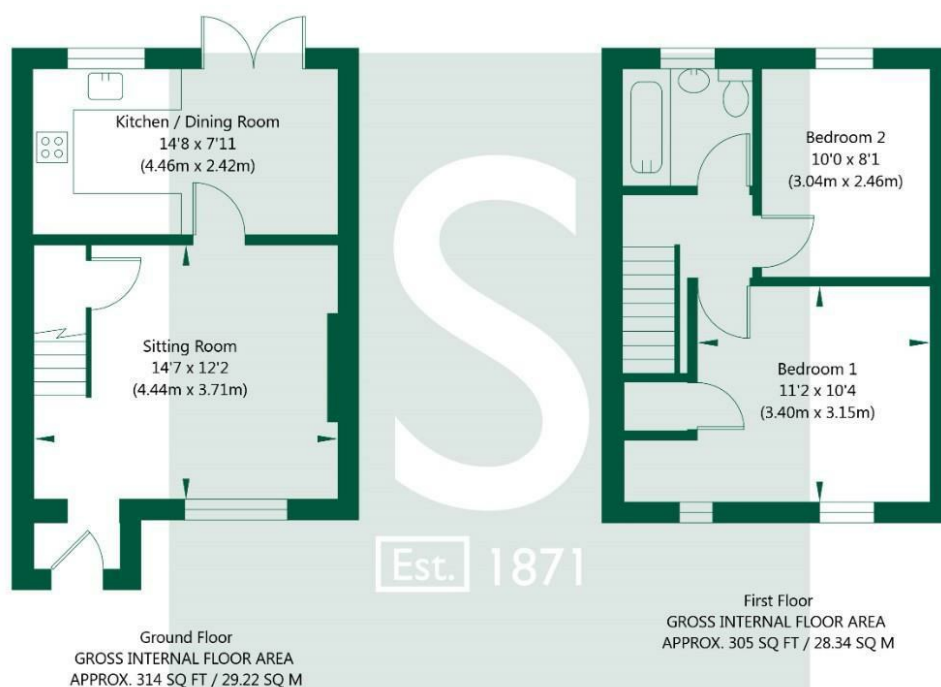 Kitchen / Dining Room
14'8 x 7'11
(4.46m x 2.42m)
Sitting Room
14'7 x 12'2
(4.44m x 3.71m)
Ground Floor
GROSS INTERNAL FLOOR AREA
APPROX. 314 SQ FT / 29.22 SQ M
S
Est. 1871
Bedroom 2
10'0 x 8'1
(3.04m x 2.46m)
Bedroom 1
11'2 x 10'4
(3.40m x 3.15m)
First Floor
GROSS INTERNAL FLOOR AREA
APPROX. 305 SQ FT / 28.34 SQ M